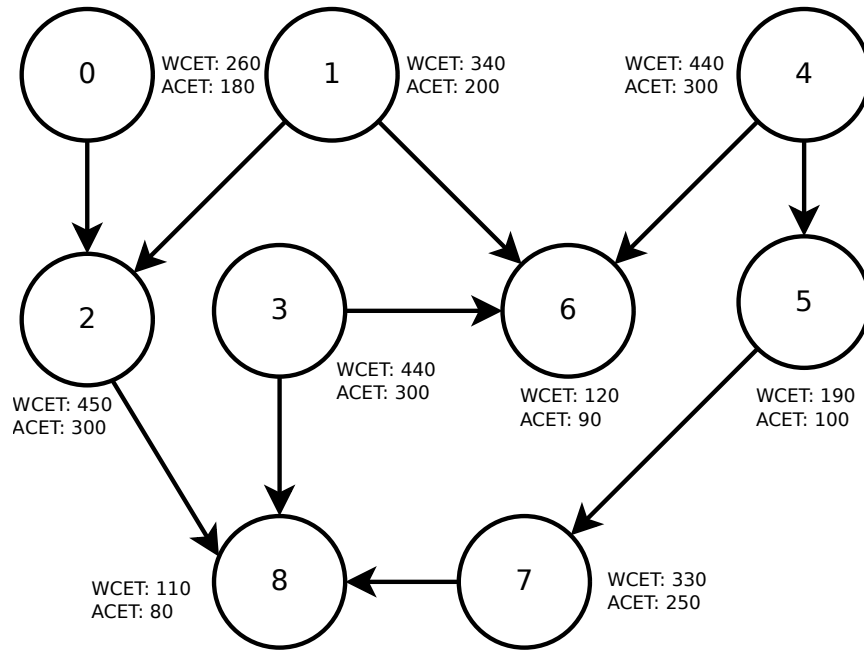 0
WCET: 260
ACET: 180
1
WCET: 340
ACET: 200
WCET: 440
ACET: 300
4
2
WCET: 450
ACET: 300
3
WCET: 440
ACET: 300
6
WCET: 120
ACET: 90
5
WCET: 190
ACET: 100
WCET: 110
ACET: 80
8
7
WCET: 330
ACET: 250